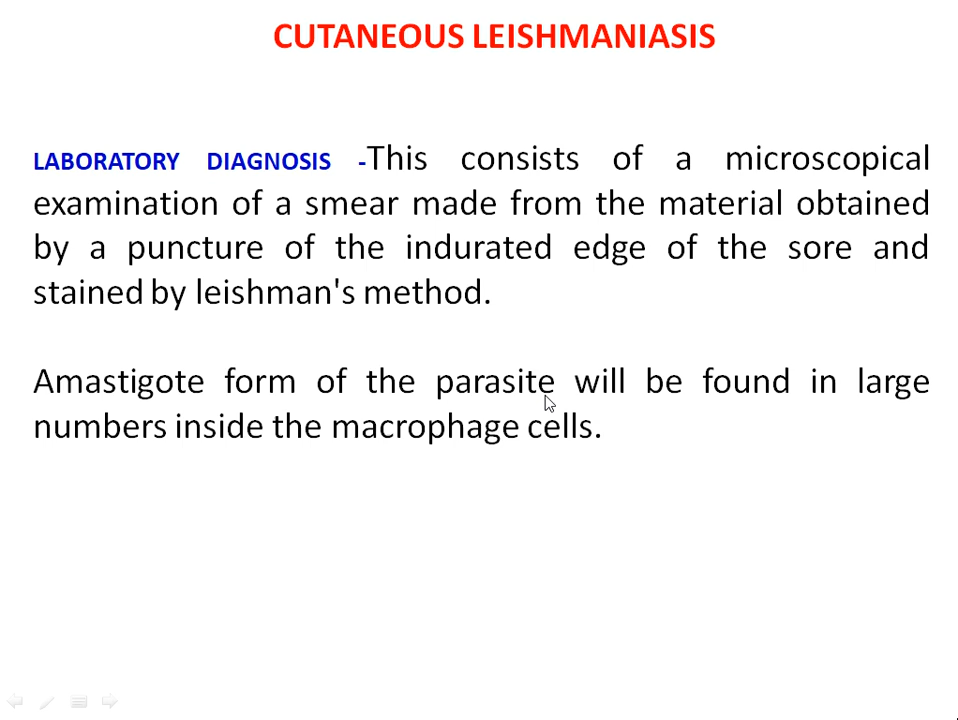 CUTANEOUS LEISHMANIASIS
LABORATORY DIAGNOSIS -This consists of a microscopical
examination of a smear made from the material obtained
by a puncture of the indurated edge of the sore and
stained by leishman's method.
Amastigote form of the parasite will be found in large
numbers inside the macrophage cells.